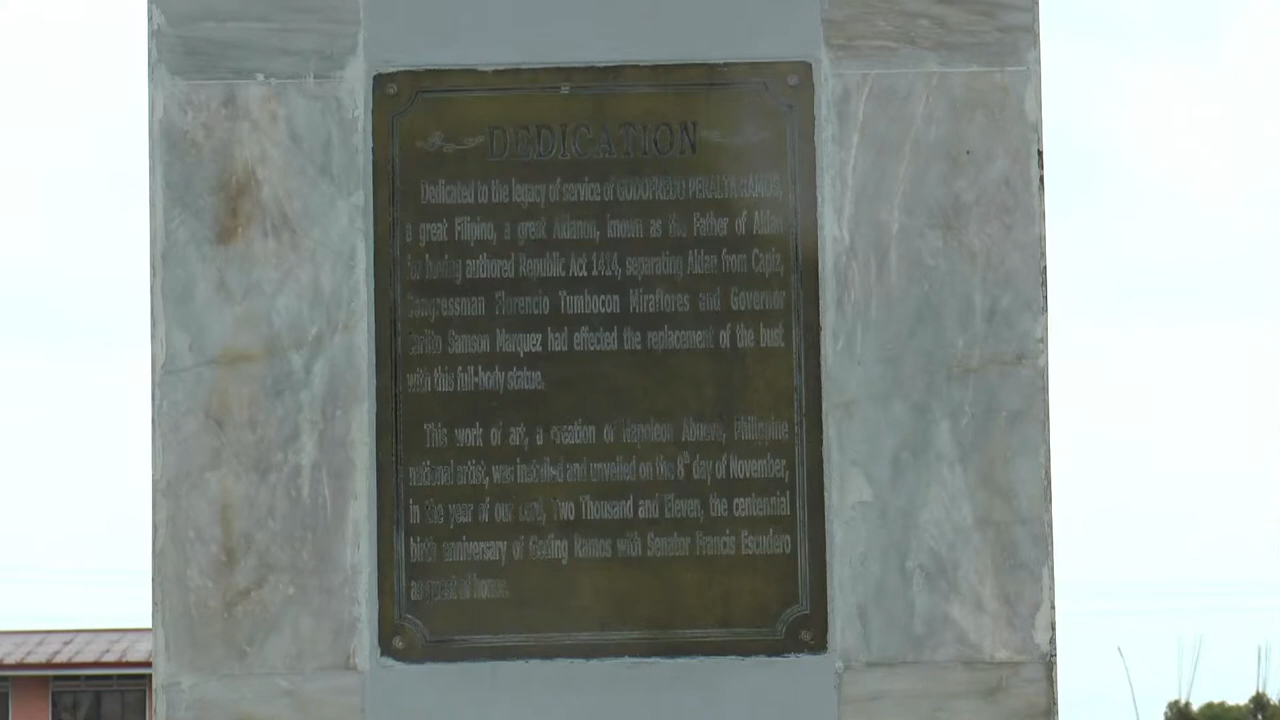 DEDICATION
Dedicated to the legacy of service of GODOFREDO PERALTA RAMOS,
a great Filipino, a great Aklanon, known as the Father of Aklan
for having authored Republic Act 1414, separating Aklan from Capiz,
Congressman Florencio Tumbocon Miraflores and Governor
Carlito Samson Marquez had effected the replacement of the bust
with this full-body statue.
This work of art, a creation of Napoleon Abueva, Philippine
national artist, was installed and unveiled on the 8th day of November,
in the year of our Lord, Two Thousand and Eleven, the centennial
birth anniversary of Goding Ramos with Senator Francis Escudero
as guest of honor.